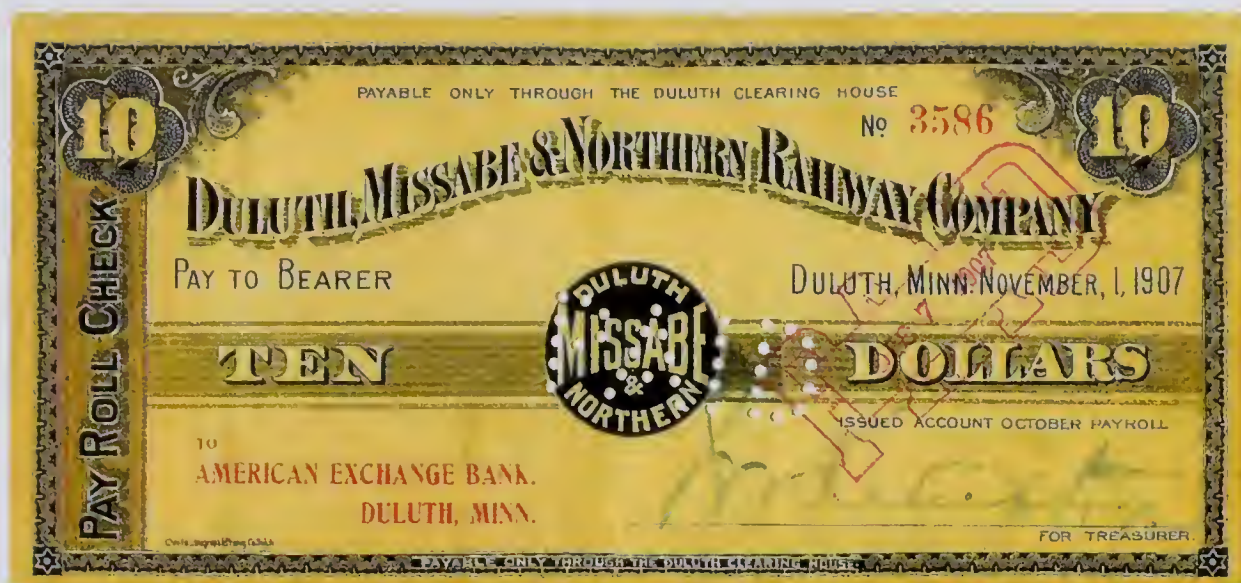 10
10
PAYABLE ONLY THROUGH THE DULUTH CLEARING HOUSE
No 3586
DULUTH, MISSABE & NORTHERN RAILWAY COMPANY
PAY ROLL CHECK
PAY TO BEARER
DULUTH, MINN. NOVEMBER, 1, 1907
DULUTH
MISSABE
&
NORTHERN
TEN
DOLLARS
PAID
1907
ISSUED ACCOUNT OCTOBER PAYROLL
TO
AMERICAN EXCHANGE BANK.
DULUTH, MINN.
FOR TREASURER.
PAYABLE ONLY THROUGH THE DULUTH CLEARING HOUSE.